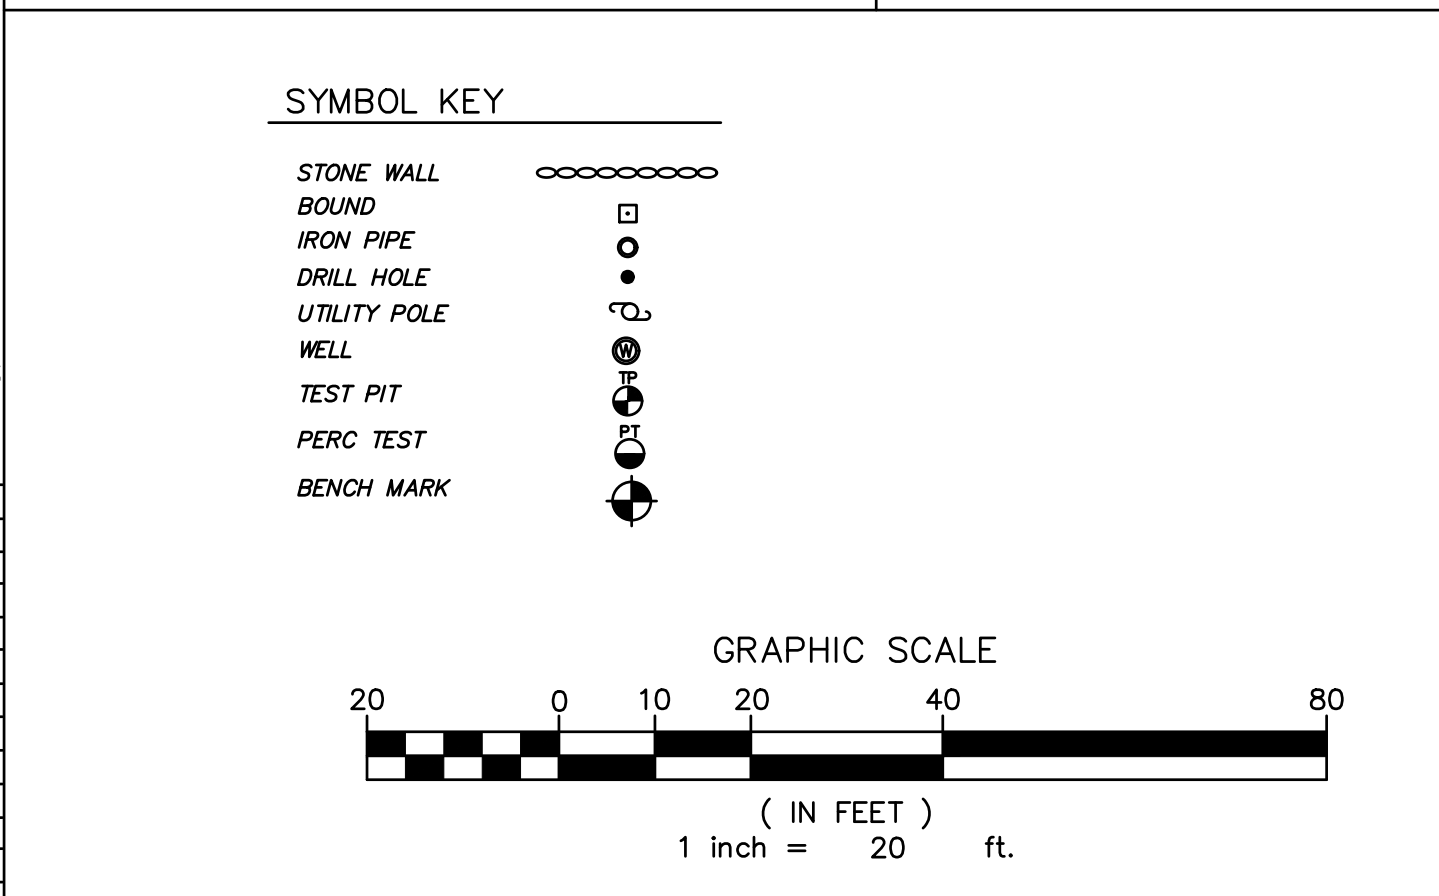 SYMBOL KEY
STONE WALL
BOUND
IRON PIPE
DRILL HOLE
UTILITY POLE
WELL W
TEST PIT TP
PERC TEST PT
BENCH MARK
GRAPHIC SCALE
20 0 10 20 40 80
( IN FEET )
1 inch = 20 ft.